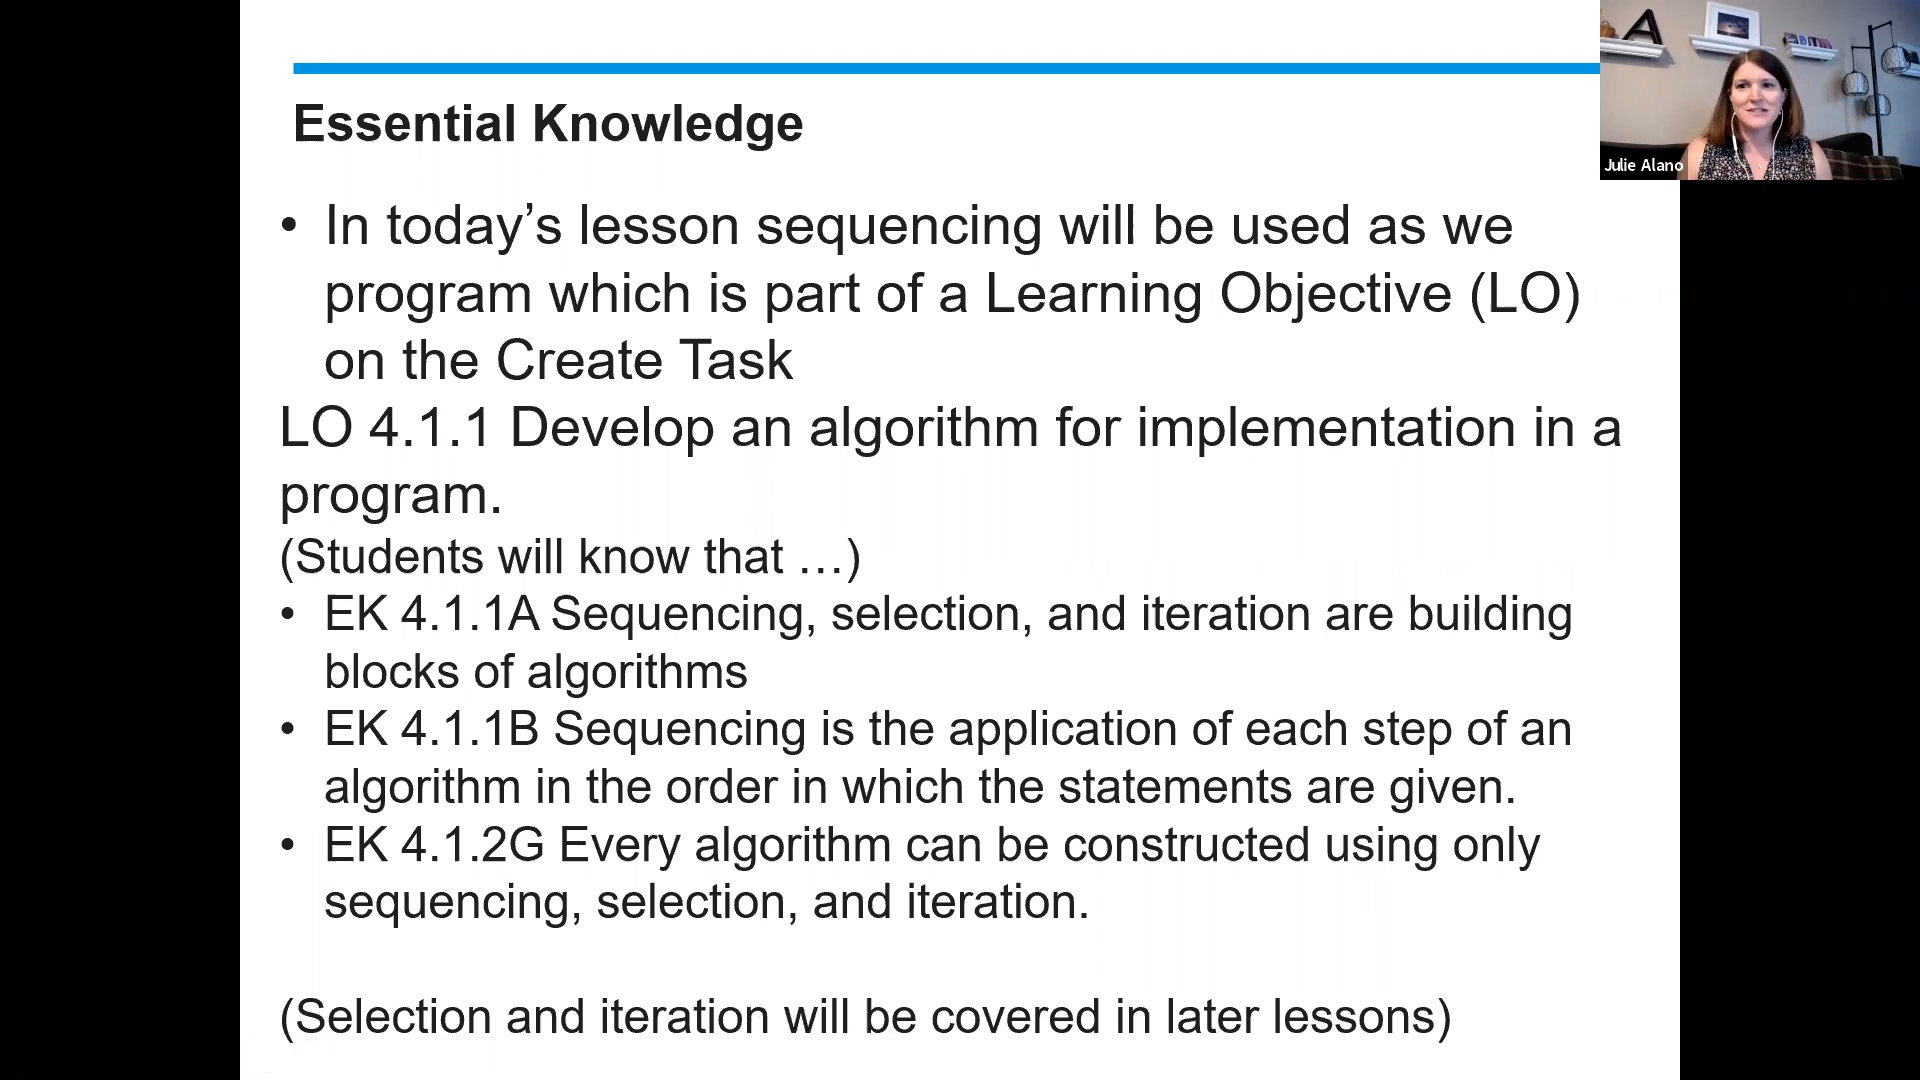 Essential Knowledge
• In today’s lesson sequencing will be used as we
program which is part of a Learning Objective (LO)
on the Create Task
LO 4.1.1 Develop an algorithm for implementation in a
program.
(Students will know that …)
• EK 4.1.1A Sequencing, selection, and iteration are building
blocks of algorithms
• EK 4.1.1B Sequencing is the application of each step of an
algorithm in the order in which the statements are given.
• EK 4.1.2G Every algorithm can be constructed using only
sequencing, selection, and iteration.
(Selection and iteration will be covered in later lessons)
A
Julie Alano